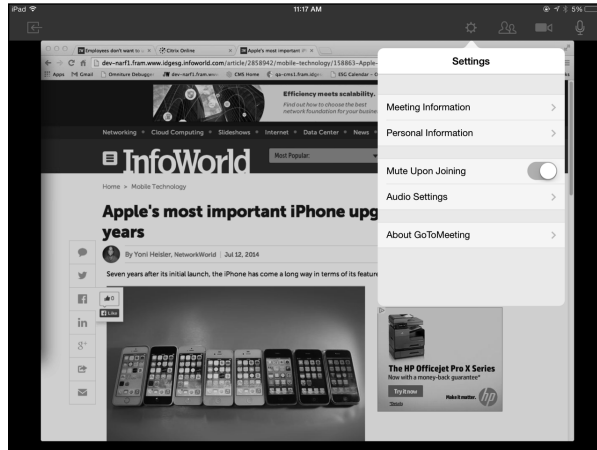 iPad 11:17 AM 5%
Employees don't want to u
Citrix Online
Apple's most important iP
dev-narf1.fram.www.idgesg.infoworld.com/article/2858942/mobile-technology/158863-Apple-
Apps Gmail Omniture Debugger dev-narf1.fram.www CMS Home qa-cms1.fram.idge ESG Calendar -
Settings
Efficiency meets scalability.
Find out how to choose the best
network foundation for your busine
Meeting Information
Personal Information
Networking Cloud Computing Slideshows Internet Data Center News
InfoWorld
Most Popular:
Mute Upon Joining
Home » Mobile Technology
Audio Settings
Apple's most important iPhone upg
years
About GoToMeeting
By Yoni Heisler, NetworkWorld | Jul 12, 2014
Seven years after its initial launch, the iPhone has come a long way in terms of its feature
0
Like
in
8+
The HP Officejet Pro X Series
Now with a money-back guarantee*
Try it now
Make it matter.
hp
*Details